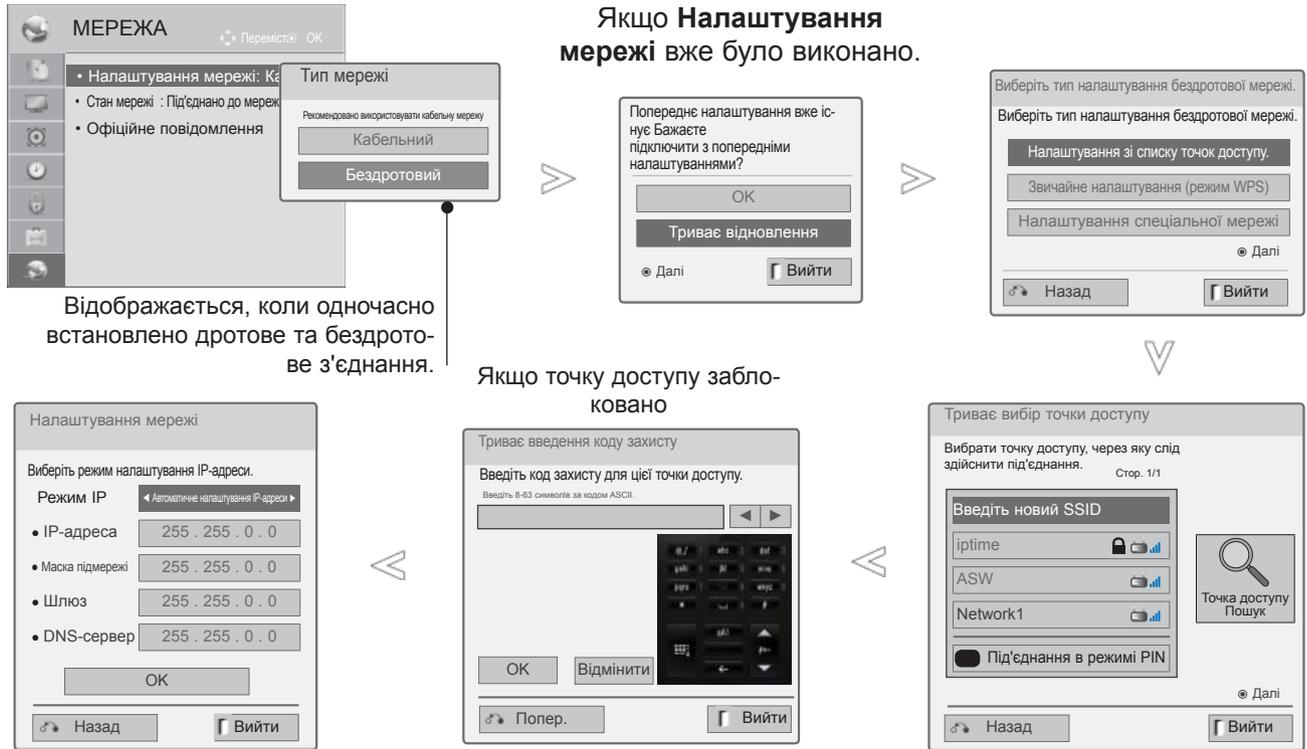 МЕРЕЖА
Переміст. OK
• Налаштування мережі: Ка
• Стан мережі : Під'єднано до мереж
• Офіційне повідомлення
Тип мережі
Рекомендовано використовувати кабельну мережу
Кабельний
Бездротовий
Відображається, коли одночасно
встановлено дротове та бездрото-
ве з'єднання.
Якщо Налаштування
мережі вже було виконано.
Попереднє налаштування вже іс-
нує Бажаєте
підключити з попередніми
налаштуваннями?
OK
Триває відновлення
Далі
Вийти
Виберіть тип налаштування бездротової мережі.
Виберіть тип налаштування бездротової мережі.
Налаштування зі списку точок доступу.
Звичайне налаштування (режим WPS)
Налаштування спеціальної мережі
Далі
Назад
Вийти
Триває вибір точки доступу
Вибрати точку доступу, через яку слід
здійснити під'єднання.
Стор. 1/1
Введіть новий SSID
iptime
ASW
Network1
Під'єднання в режимі PIN
Точка доступу
Пошук
Далі
Назад
Вийти
Якщо точку доступу забло-
ковано
Триває введення коду захисту
Введіть код захисту для цієї точки доступу.
Введіть 8-63 символів за кодом ASCII.
OK
Відмінити
Попер.
Вийти
Налаштування мережі
Виберіть режим налаштування IP-адреси.
Режим IP
◀ Автоматичне налаштування IP-адреси ▶
• IP-адреса
255 . 255 . 0 . 0
• Маска підмережі
255 . 255 . 0 . 0
• Шлюз
255 . 255 . 0 . 0
• DNS-сервер
255 . 255 . 0 . 0
OK
Назад
Вийти